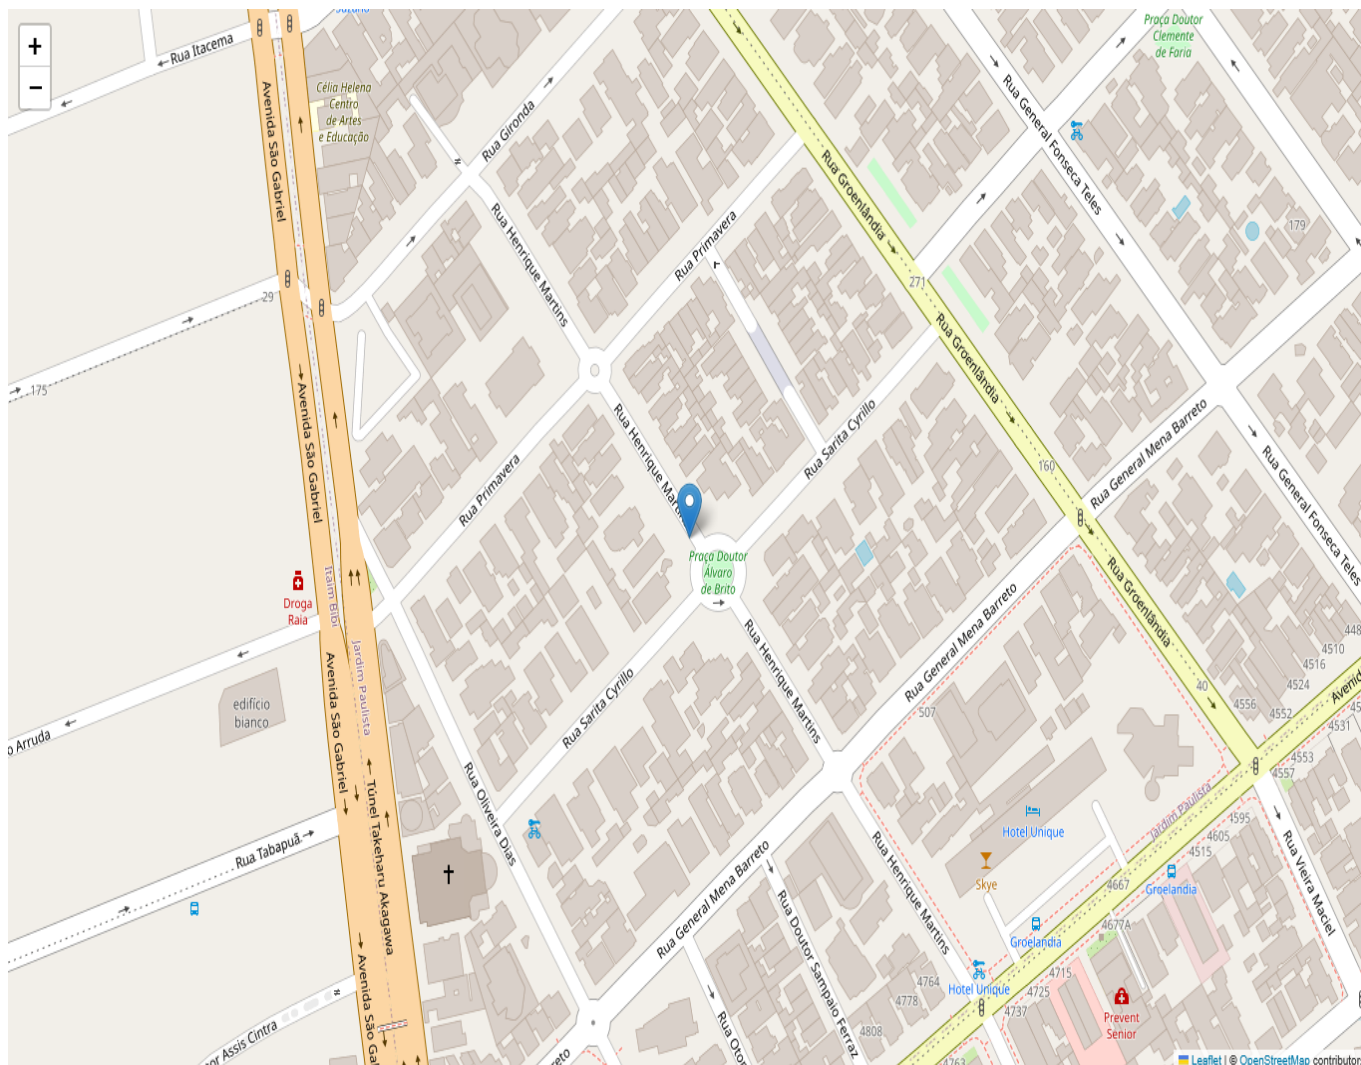 +
−
Suzano
Rua Itacema
Avenida São Gabriel
Célia Helena
Centro
de Artes
e Educação
Rua Gironda
Praça Doutor
Clemente
de Faria
Rua General Fonseca Teles
Rua Groenlândia
179
Rua Henrique Martins
Rua Primavera
271
29
175
Avenida São Gabriel
Rua Groenlândia
Rua Henrique Martins
Rua Sarita Cyrillo
Rua General Mena Barreto
160
Rua Primavera
Rua General Fonseca Teles
Praça Doutor
Álvaro
de Brito
Droga
Raia
Itaim Bibi
Jardim Paulista
Rua Groenlândia
Rua General Mena Barreto
Rua Henrique Martins
Avenida São Gabriel
edifício
bianco
Rua Sarita Cyrillo
507
40
448
4510
4516
4524
4552
4556
4531
4553
4557
o Arruda
Rua Oliveira Dias
Túnel Takeharu Akagawa
Rua Tabapuã
Jardim Paulista
Hotel Unique
Skye
4595
4605
4515
4667
Groelandia
Rua Vieira Maciel
Rua General Mena Barreto
Rua Henrique Martins
Rua Doutor Sampaio Ferraz
4677A
Groelandia
Hotel Unique
4715
4725
4737
4764
4778
4808
4763
Prevent
Senior
or Assis Cintra
Leaflet | © OpenStreetMap contributors